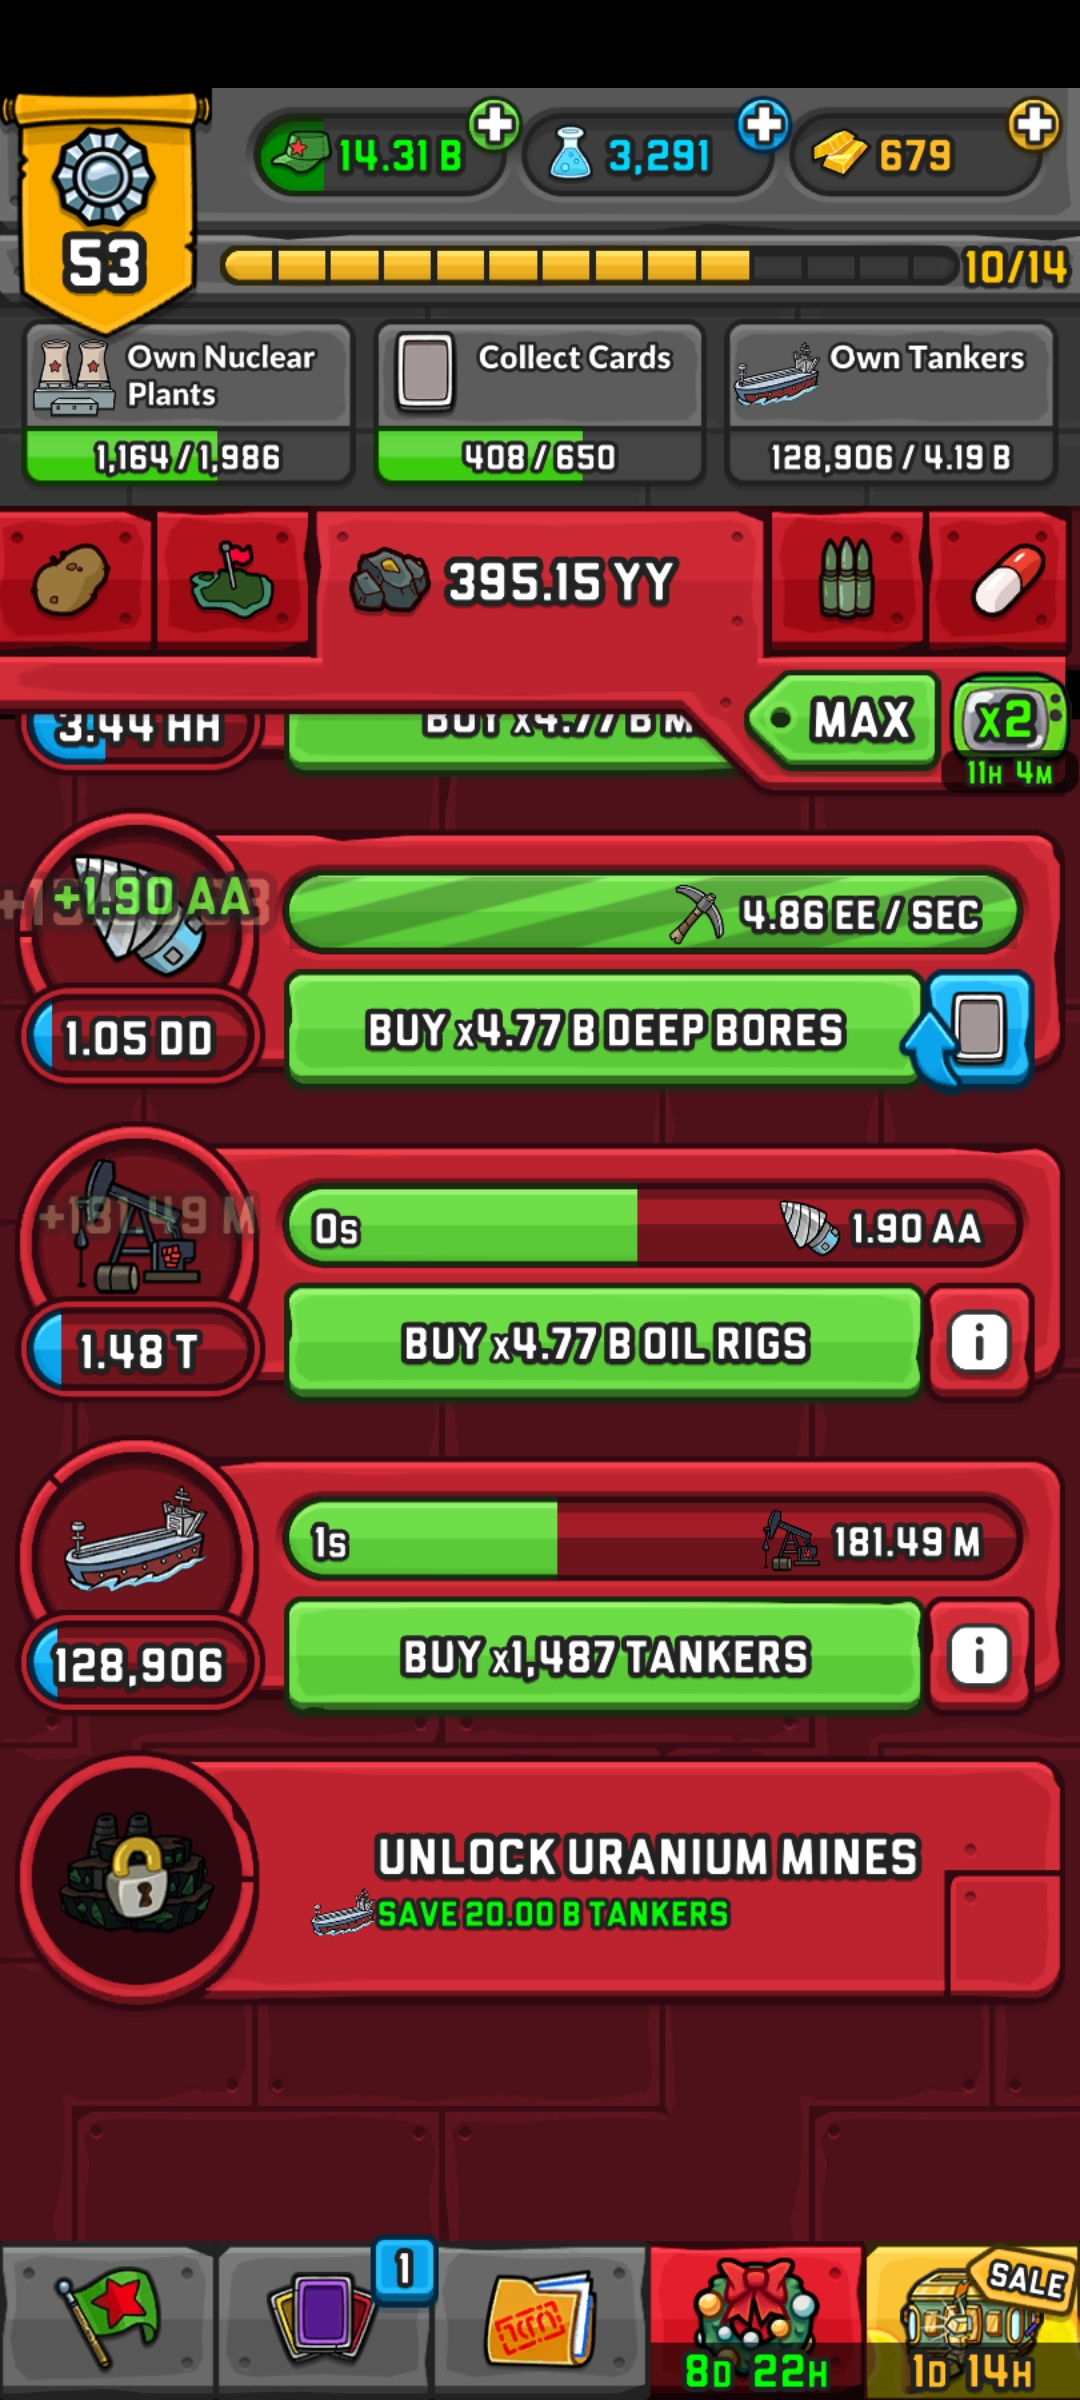 14.31 B
3,291
679
53
10/14
Own Nuclear
Plants
1,164 / 1,986
Collect Cards
408 / 650
Own Tankers
128,906 / 4.19 B
395.15 YY
MAX
x2
11H 4M
3.44 HH
BUY x4.77 B M
+1.90 AA
4.86 EE / SEC
1.05 DD
BUY x4.77 B DEEP BORES
+181.49 M
0s
1.90 AA
1.48 T
BUY x4.77 B OIL RIGS
i
1s
181.49 M
128,906
BUY x1,487 TANKERS
i
UNLOCK URANIUM MINES
SAVE 20.00 B TANKERS
1
SALE
8D 22H
1D 14H